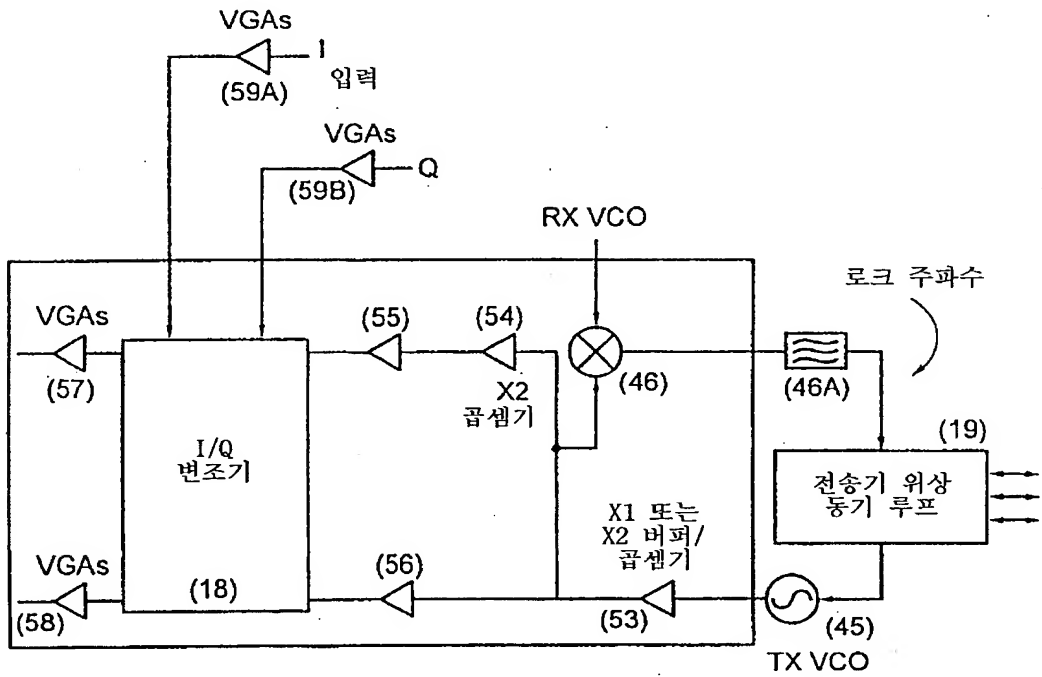 VGAs
I
입력
(59A)
VGAs
Q
(59B)
RX VCO
로크 주파수
VGAs
(57)
(55)
(54)
X2
곱셈기
(46)
(46A)
I/Q
변조기
(19)
전송기 위상
동기 루프
X1 또는
X2 버퍼/
곱셈기
VGAs
(58)
(18)
(56)
(53)
(45)
TX VCO